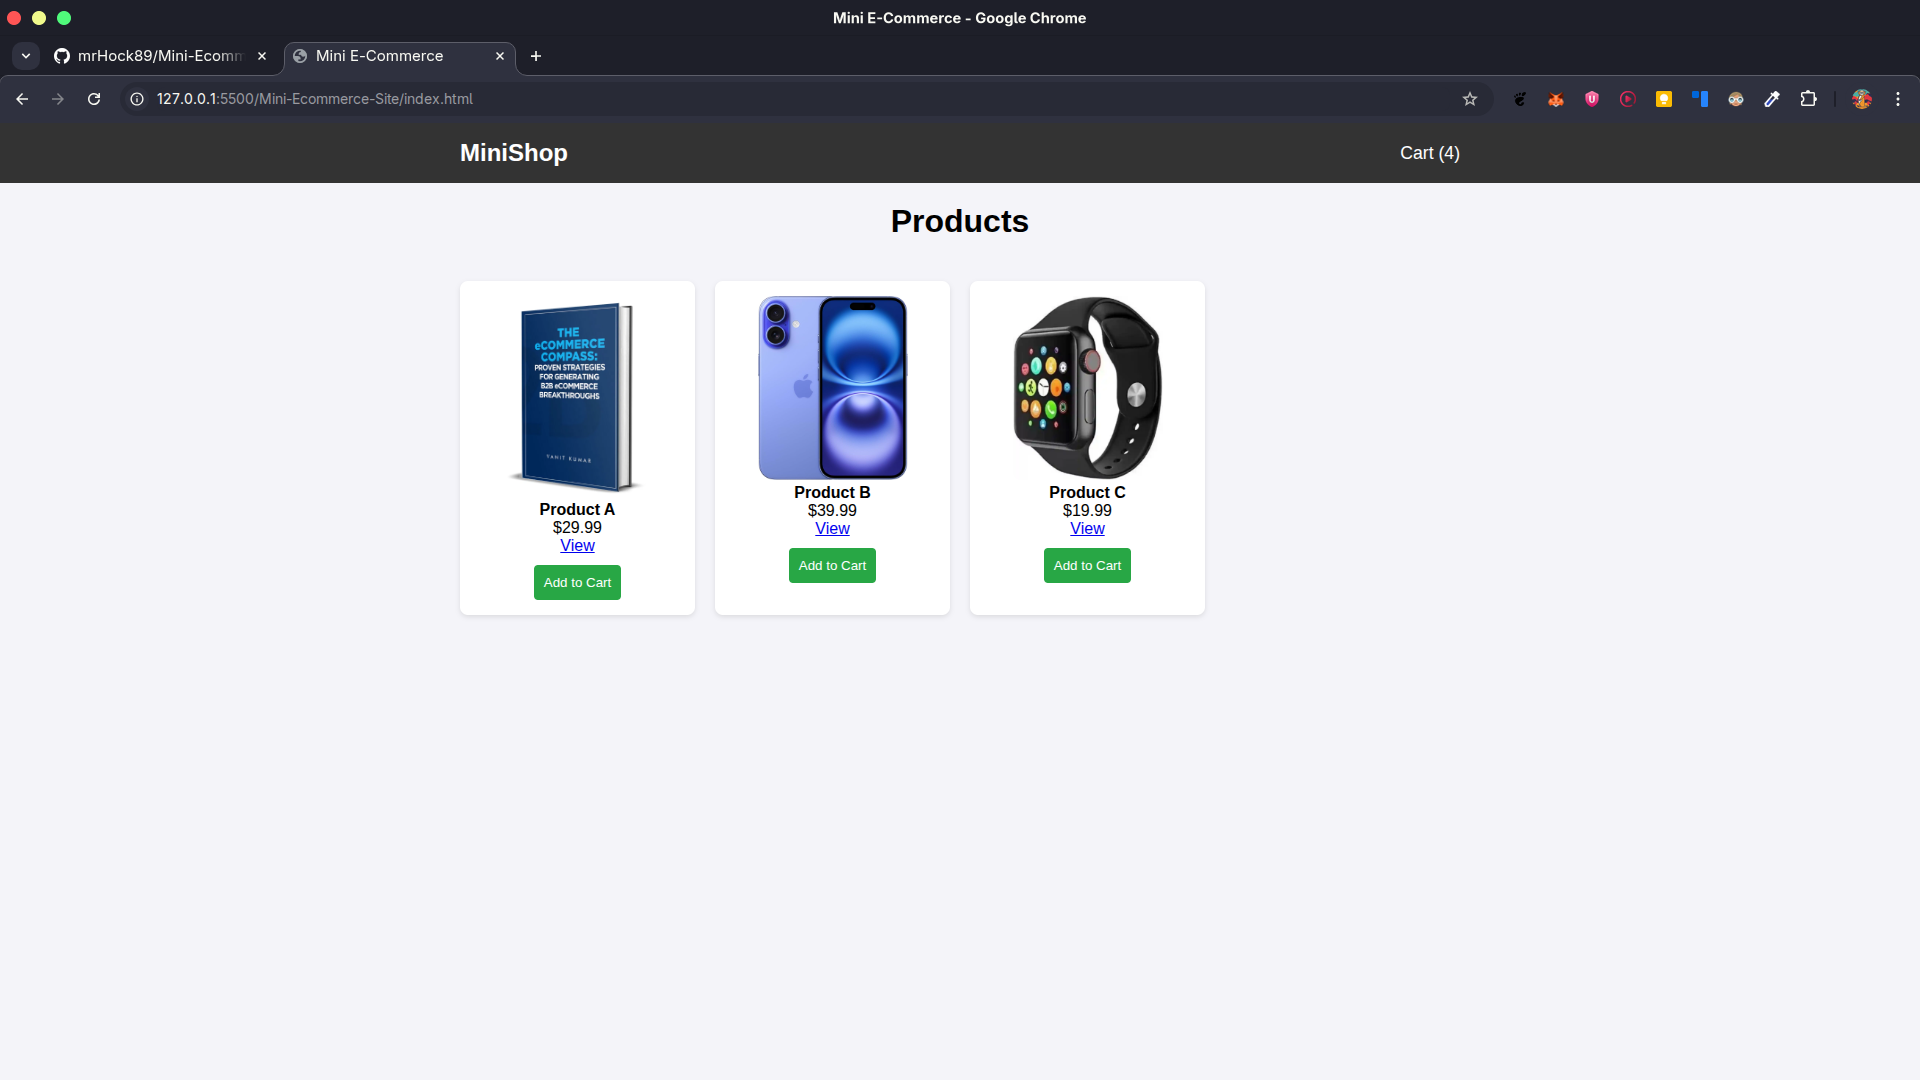 Mini E-Commerce - Google Chrome
mrHock89/Mini-Ecomm
Mini E-Commerce
127.0.0.1:5500/Mini-Ecommerce-Site/index.html
MiniShop
Cart (4)
Products
THE
eCOMMERCE
COMPASS:
PROVEN STRATEGIES
FOR GENERATING
B2B eCOMMERCE
BREAKTHROUGHS
VAHIT KUMAR
Product A
$29.99
View
Add to Cart
Product B
$39.99
View
Add to Cart
Product C
$19.99
View
Add to Cart